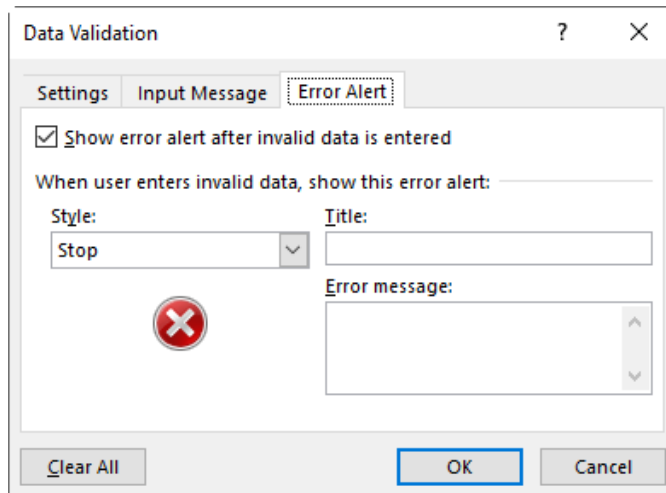 Data Validation ?
Settings Input Message Error Alert
Show error alert after invalid data is entered
When user enters invalid data, show this error alert:
Style: Title:
Stop
Error message:
Clear All OK Cancel